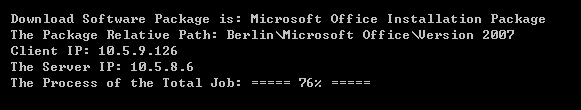 Download Software Package is: Microsoft Office Installation Package
The Package Relative Path: Berlin\Microsoft Office\Version 2007
Client IP: 10.5.9.126
The Server IP: 10.5.8.6
The Process of the Total Job: ===== 76% =====